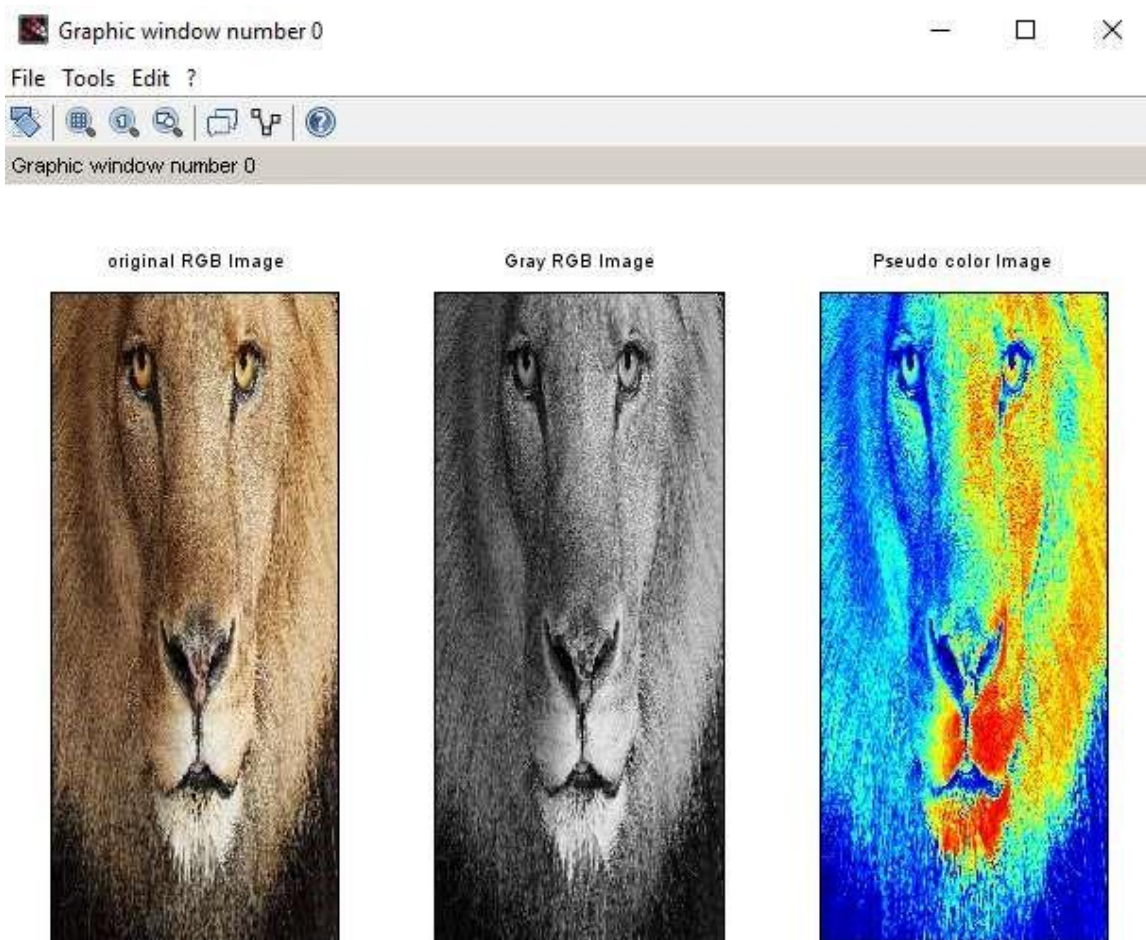 Graphic window number 0
File Tools Edit ?
Graphic window number 0
original RGB Image
Gray RGB Image
Pseudo color Image